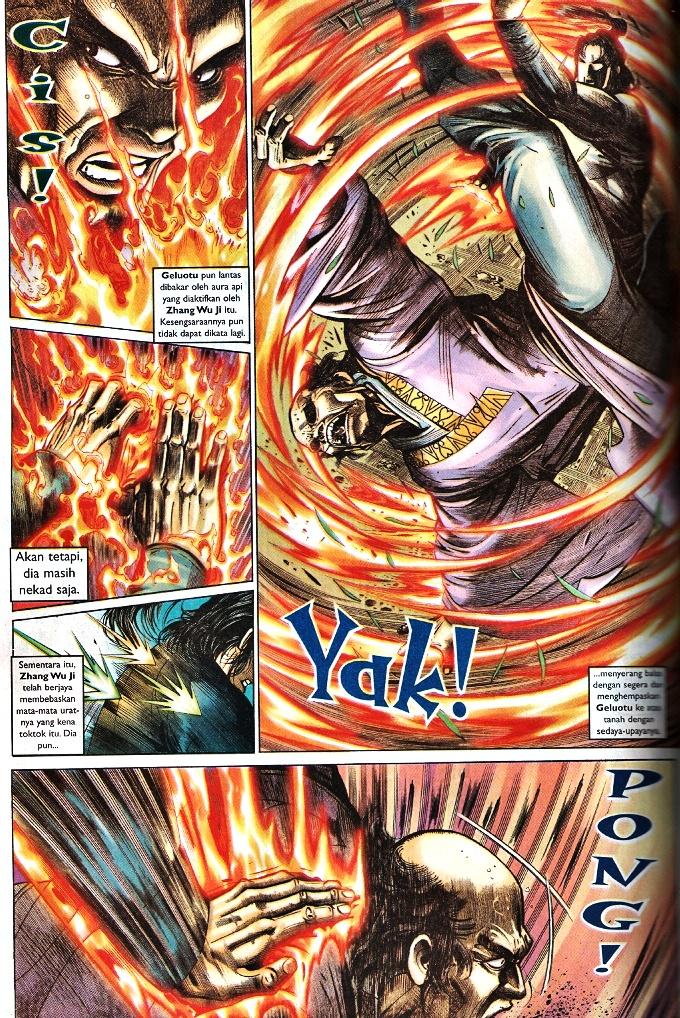 Cis!
Geluotu pun lantas
dibakar oleh aura api
yang diaktifkan oleh
Zhang Wu Ji itu.
Kesengsaraannya pun
tidak dapat dikata lagi.
Akan tetapi,
dia masih
nekad saja.
Sementara itu,
Zhang Wu Ji
telah berjaya
membebaskan
mata-mata urat-
nya yang kena
toktok itu. Dia
pun...
Yak!
...menyerang balas
dengan segera dan
menghempaskan
Geluotu ke atas
tanah dengan
sedaya-upayanya.
PONG!